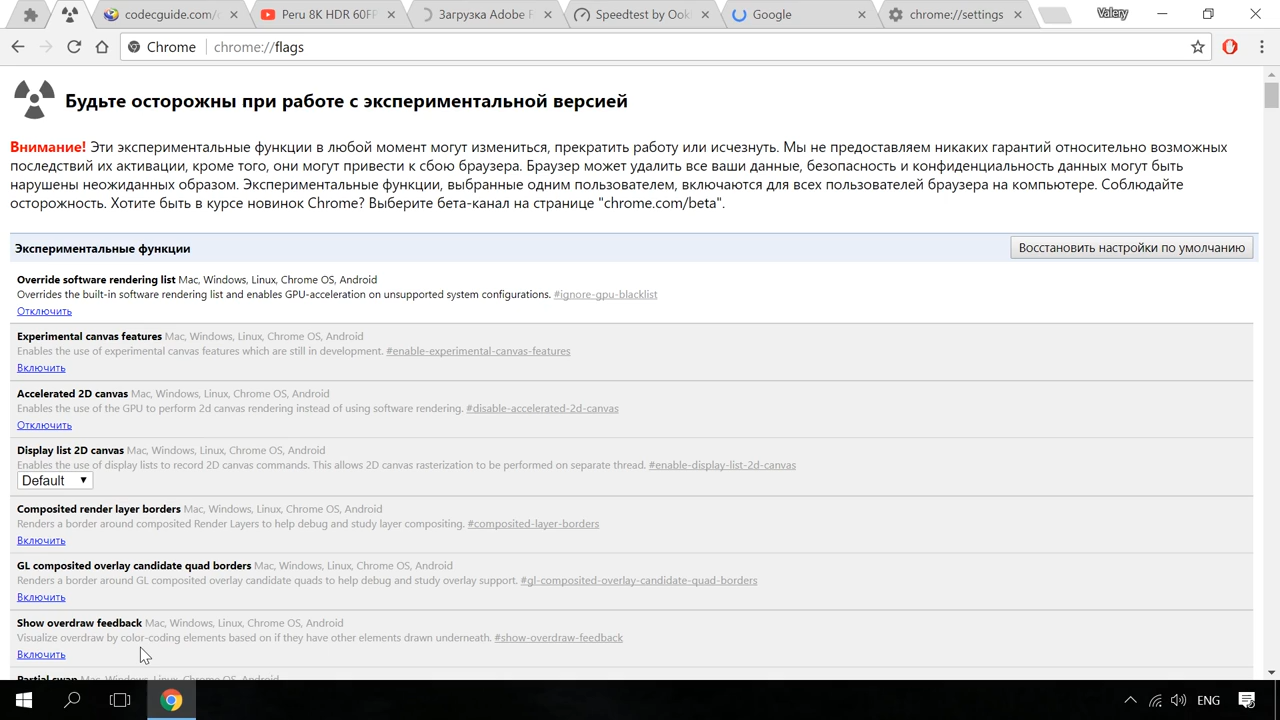 codecguide.com/
Peru 8K HDR 60FP
Загрузка Adobe F
Speedtest by Ookl
Google
chrome://settings
Valery
Chrome chrome://flags
Будьте осторожны при работе с экспериментальной версией
Внимание! Эти экспериментальные функции в любой момент могут измениться, прекратить работу или исчезнуть. Мы не предоставляем никаких гарантий относительно возможных
последствий их активации, кроме того, они могут привести к сбою браузера. Браузер может удалить все ваши данные, безопасность и конфиденциальность данных могут быть
нарушены неожиданных образом. Экспериментальные функции, выбранные одним пользователем, включаются для всех пользователей браузера на компьютере. Соблюдайте
осторожность. Хотите быть в курсе новинок Chrome? Выберите бета-канал на странице "chrome.com/beta".
Экспериментальные функции
Восстановить настройки по умолчанию
Override software rendering list Mac, Windows, Linux, Chrome OS, Android
Overrides the built-in software rendering list and enables GPU-acceleration on unsupported system configurations. #ignore-gpu-blacklist
Отключить
Experimental canvas features Mac, Windows, Linux, Chrome OS, Android
Enables the use of experimental canvas features which are still in development. #enable-experimental-canvas-features
Включить
Accelerated 2D canvas Mac, Windows, Linux, Chrome OS, Android
Enables the use of the GPU to perform 2d canvas rendering instead of using software rendering. #disable-accelerated-2d-canvas
Отключить
Display list 2D canvas Mac, Windows, Linux, Chrome OS, Android
Enables the use of display lists to record 2D canvas commands. This allows 2D canvas rasterization to be performed on separate thread. #enable-display-list-2d-canvas
Default
Composited render layer borders Mac, Windows, Linux, Chrome OS, Android
Renders a border around composited Render Layers to help debug and study layer compositing. #composited-layer-borders
Включить
GL composited overlay candidate quad borders Mac, Windows, Linux, Chrome OS, Android
Renders a border around GL composited overlay candidate quads to help debug and study overlay support. #gl-composited-overlay-candidate-quad-borders
Включить
Show overdraw feedback Mac, Windows, Linux, Chrome OS, Android
Visualize overdraw by color-coding elements based on if they have other elements drawn underneath. #show-overdraw-feedback
Включить
Partial swap Mac, Windows, Linux, Chrome OS, Android
ENG